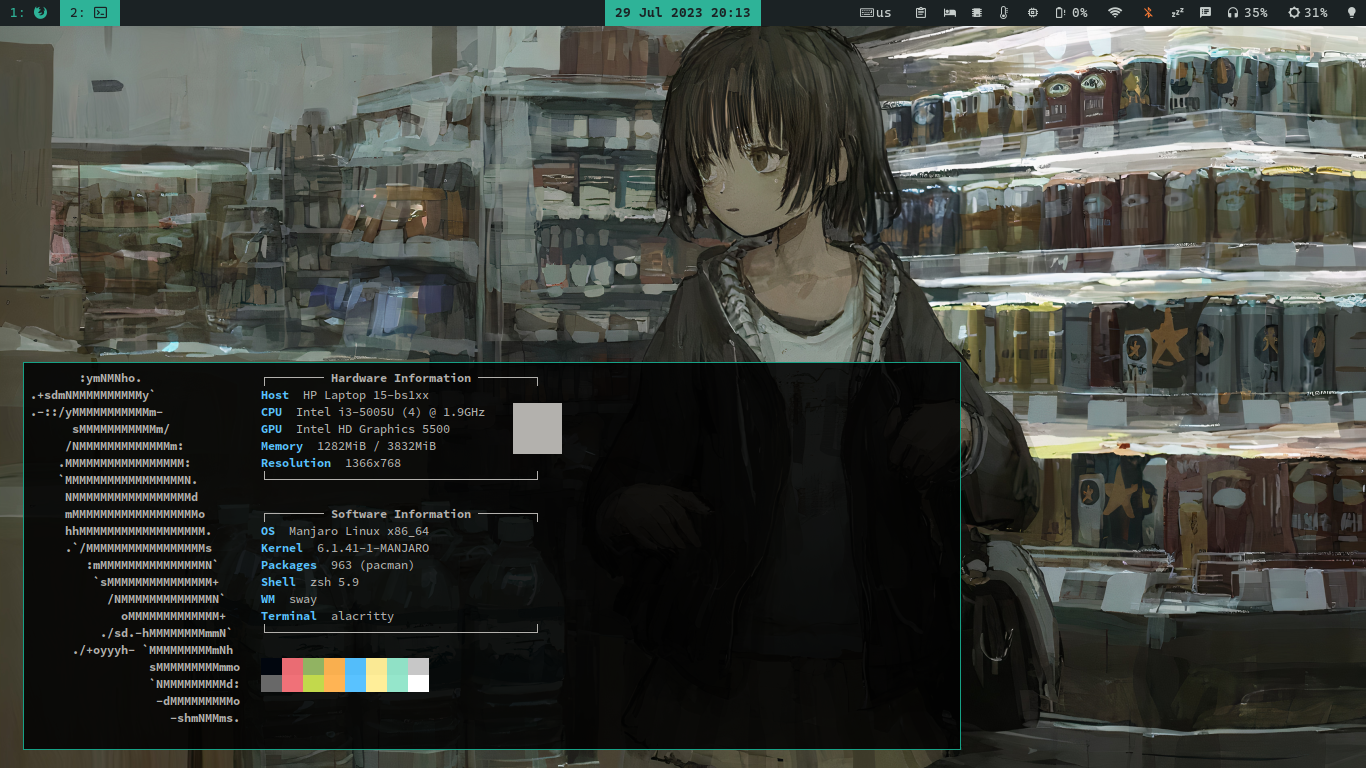 1:
2:
29 Jul 2023 20:13
us
0%
zzz
35%
31%
:ymNMNho.
.+sdmNMMMMMMMMMMy`
.-::/yMMMMMMMMMMMm-
sMMMMMMMMMMMm/
/NMMMMMMMMMMMMMm:
.MMMMMMMMMMMMMMMMM:
`MMMMMMMMMMMMMMMMN.
NMMMMMMMMMMMMMMMMMd
mMMMMMMMMMMMMMMMMMMo
hhMMMMMMMMMMMMMMMMMM.
.`/MMMMMMMMMMMMMMMMMs
:mMMMMMMMMMMMMMMMN`
`sMMMMMMMMMMMMMMM+
/NMMMMMMMMMMMMMN`
oMMMMMMMMMMMMM+
./sd.-hMMMMMMMMmmN`
./+oyyyh- `MMMMMMMMMmNh
sMMMMMMMMMmmo
`NMMMMMMMMMd:
-dMMMMMMMMMo
-shmNMMms.
Hardware Information
Host HP Laptop 15-bs1xx
CPU Intel i3-5005U (4) @ 1.9GHz
GPU Intel HD Graphics 5500
Memory 1282MiB / 3832MiB
Resolution 1366x768
Software Information
OS Manjaro Linux x86_64
Kernel 6.1.41-1-MANJARO
Packages 963 (pacman)
Shell zsh 5.9
WM sway
Terminal alacritty